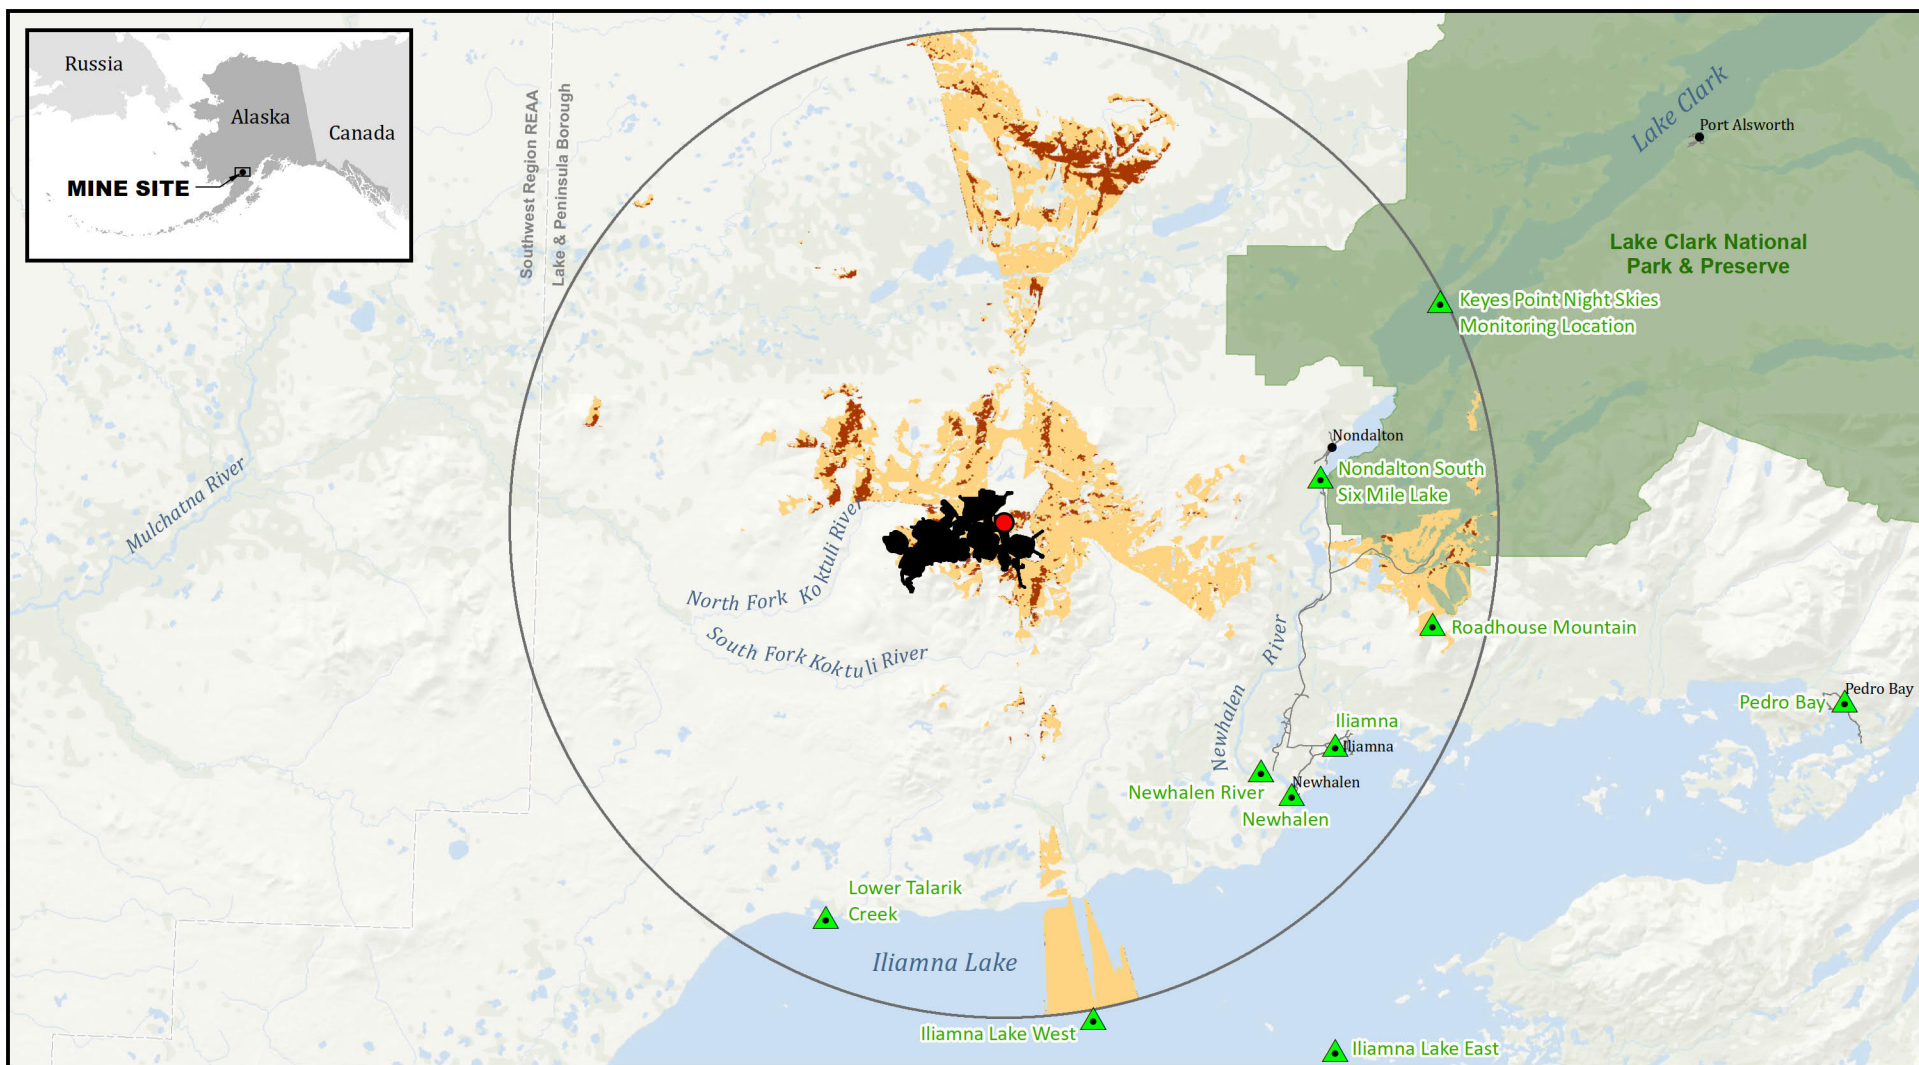 Russia
Alaska
Canada
MINE SITE
Southwest Region REAA
Lake & Peninsula Borough
Lake Clark
Port Alsworth
Lake Clark National
Park & Preserve
Keyes Point Night Skies
Monitoring Location
Nondalton
Nondalton South
Six Mile Lake
Mulchatna River
North Fork Koktuli River
South Fork Koktuli River
Newhalen River
Roadhouse Mountain
Pedro Bay
Pedro Bay
Iliamna
Iliamna
Newhalen River
Newhalen
Newhalen
Lower Talarik
Creek
Iliamna Lake
Iliamna Lake West
Iliamna Lake East